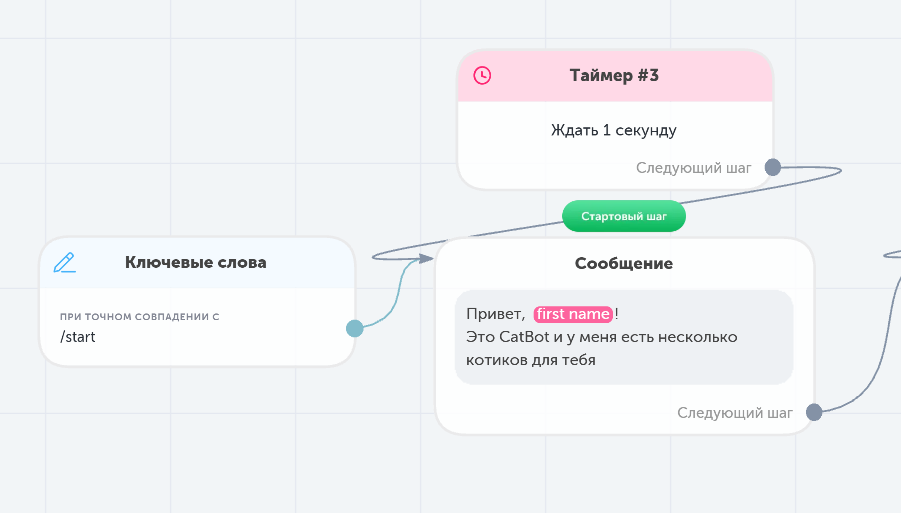 Таймер #3
Ждать 1 секунду
Следующий шаг
Стартовый шаг
Ключевые слова
ПРИ ТОЧНОМ СОВПАДЕНИИ С
/start
Сообщение
Привет, first name !
Это CatBot и у меня есть несколько
котиков для тебя
Следующий шаг